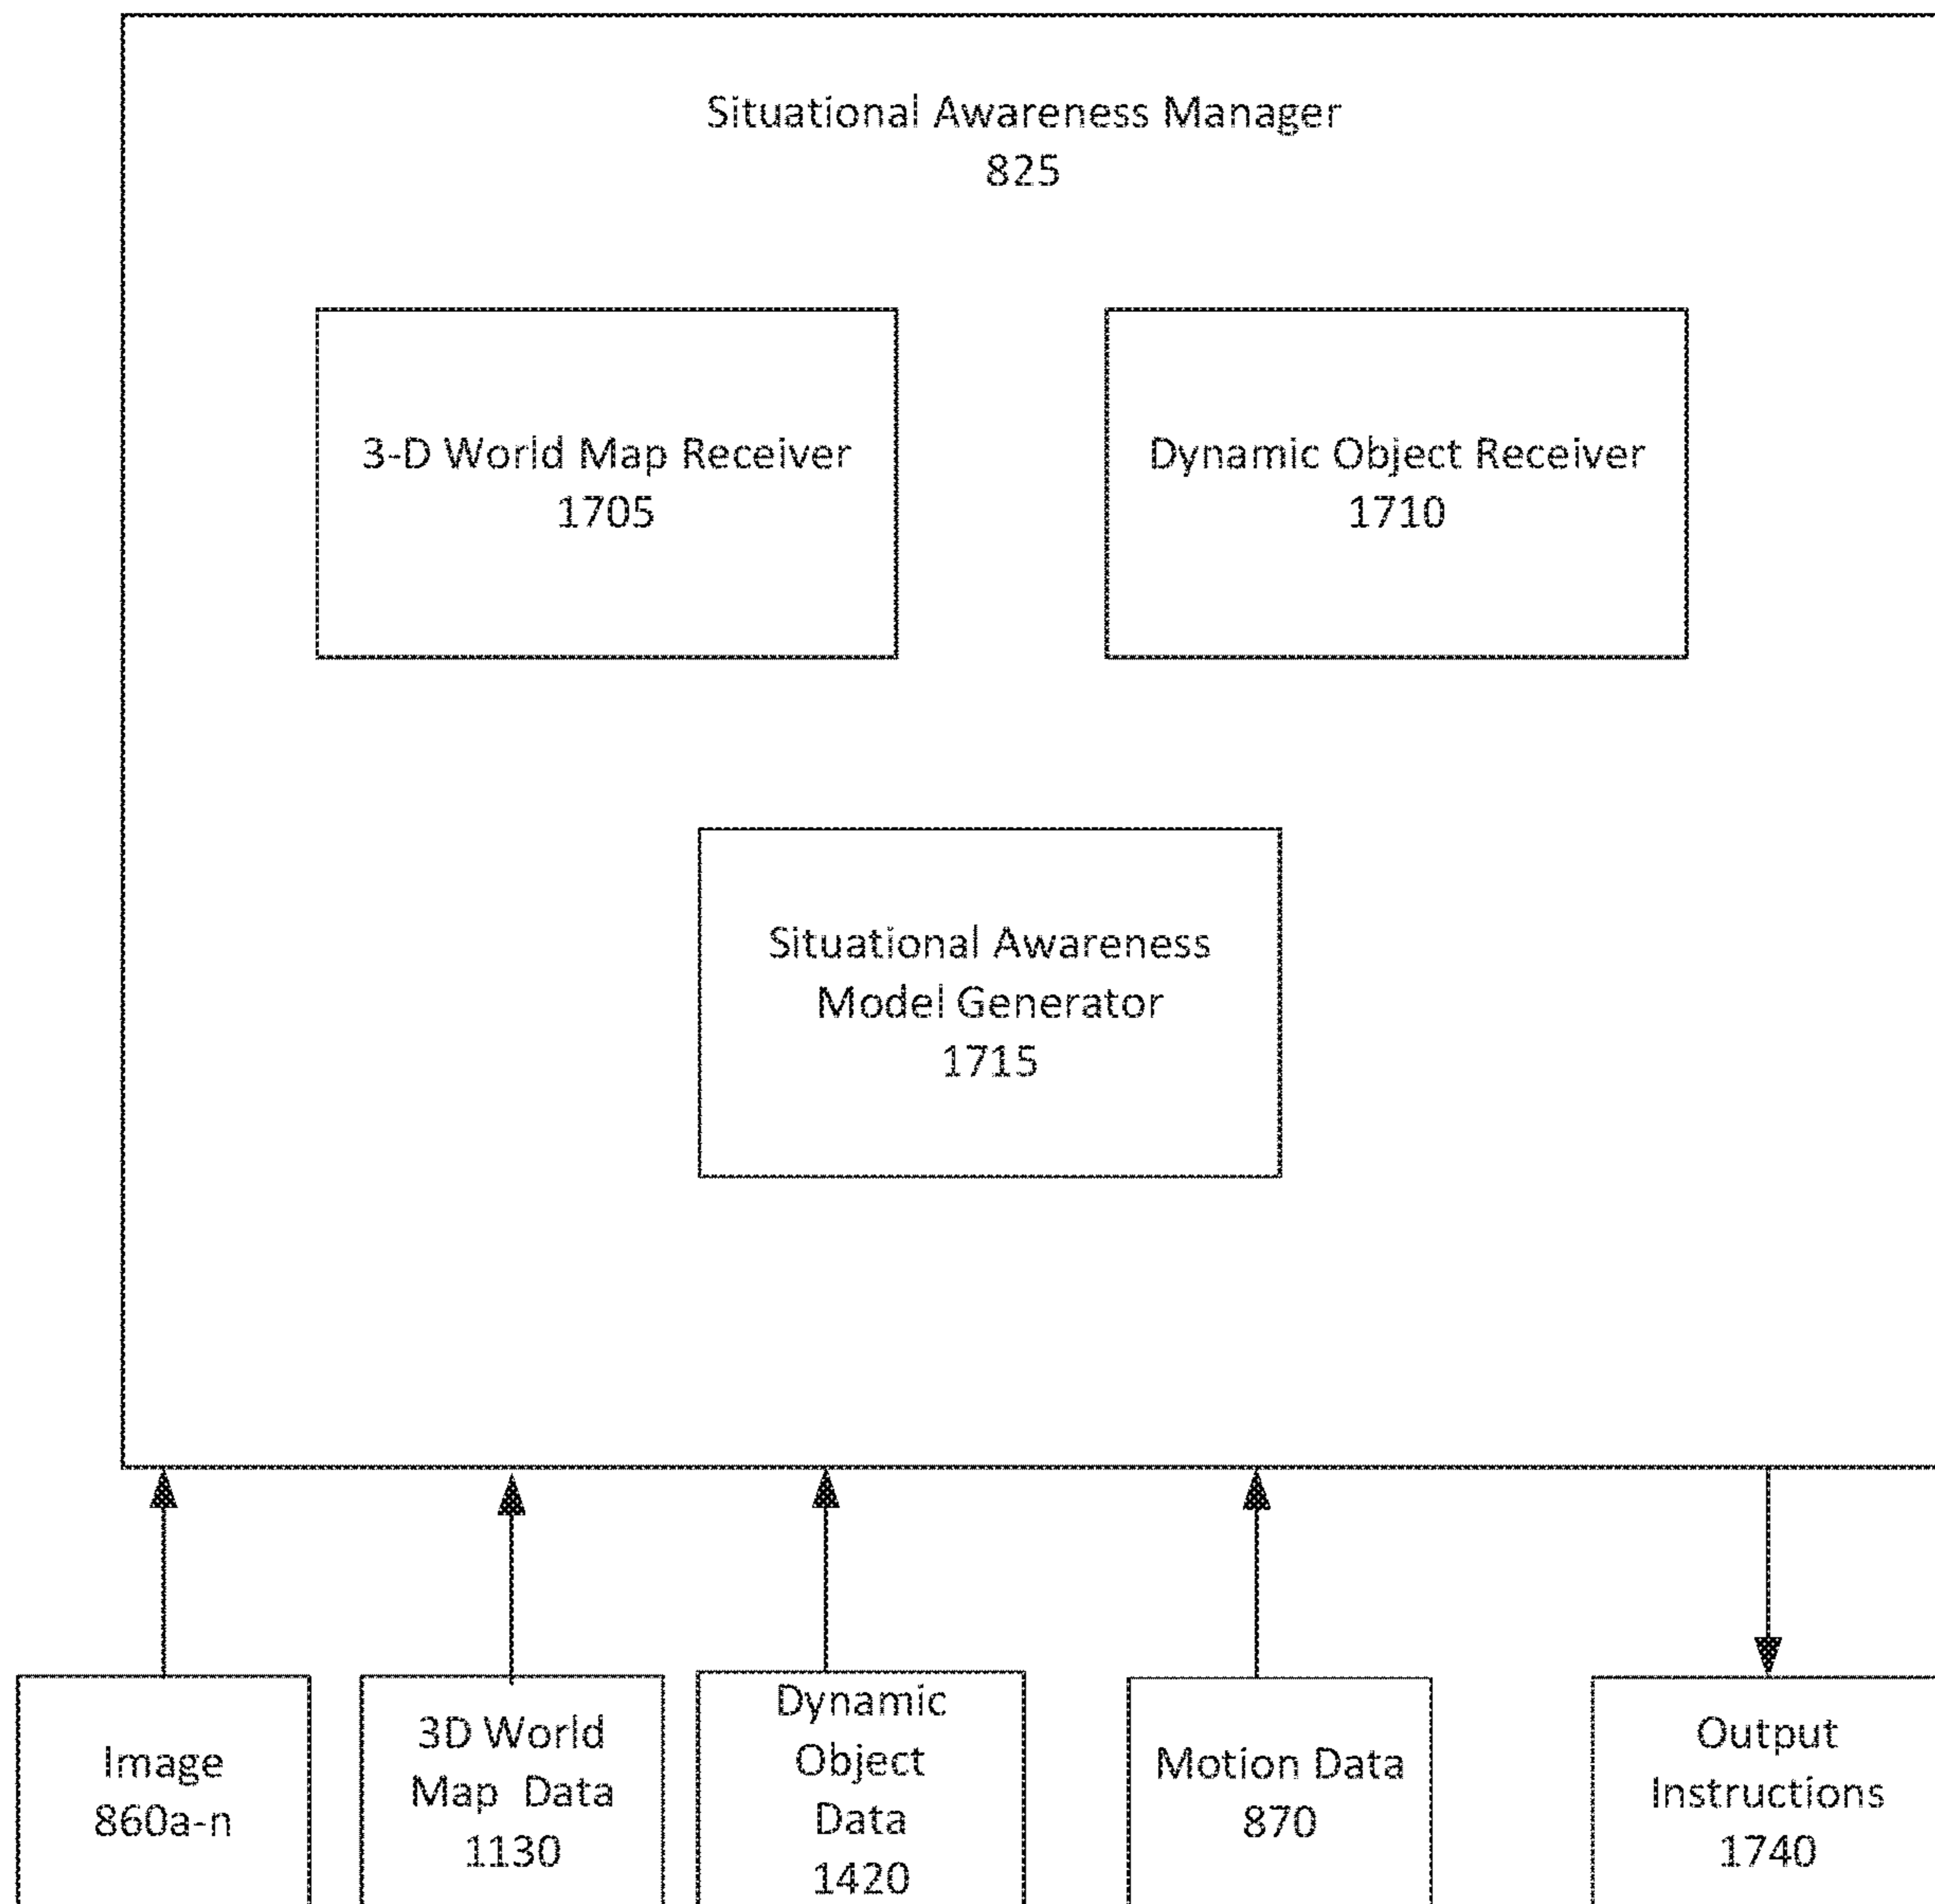 Situational Awareness Manager
825
3-D World Map Receiver
1705
Dynamic Object Receiver
1710
Situational Awareness
Model Generator
1715
Image
860a-n
3D World
Map Data
1130
Dynamic
Object
Data
1420
Motion Data
870
Output
Instructions
1740